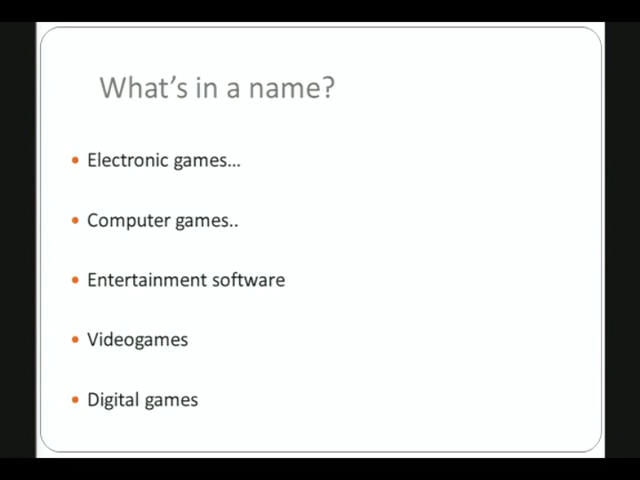 What's in a name?
Electronic games…
Computer games..
Entertainment software
Videogames
Digital games